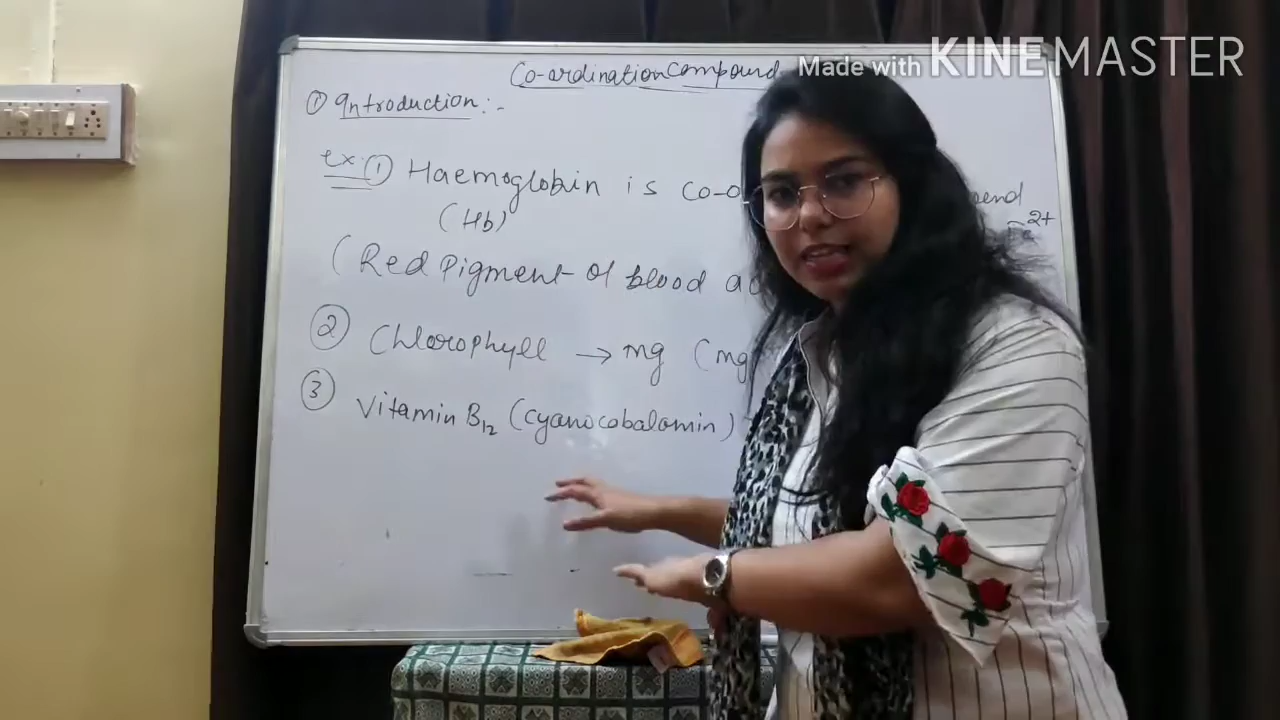 Made with KINEMASTER
Co-ordination Compound
① Introduction:-
ex. ① Haemoglobin is co-o
(Hb)
2+
(Red Pigment of blood
② Chlorophyll → mg (mg
③ Vitamin B12 (cyanocobalamin)